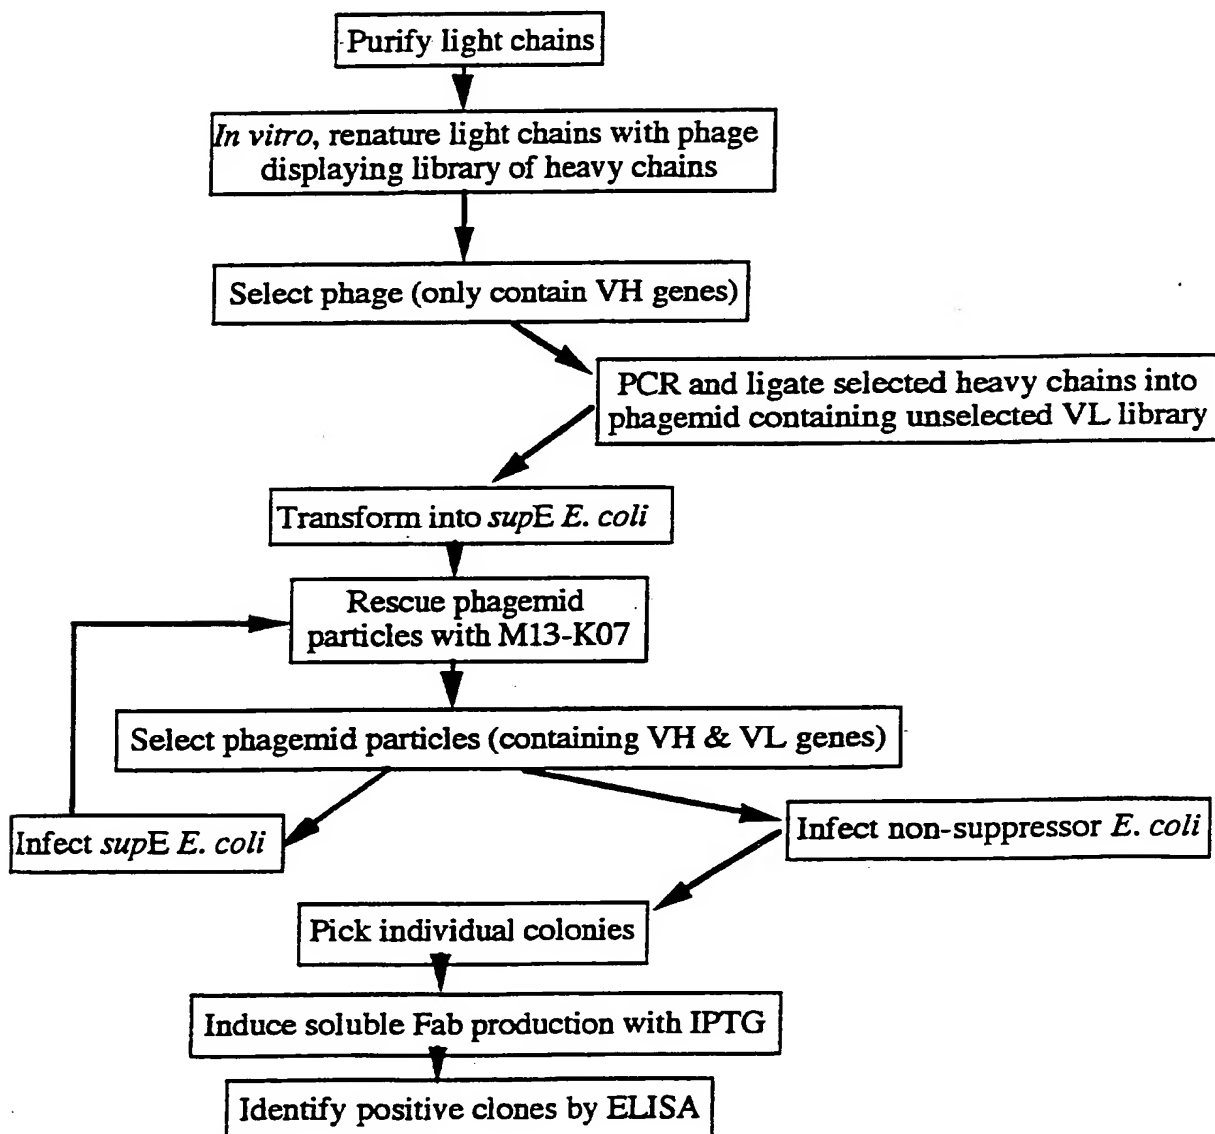 Purify light chains
In vitro, renature light chains with phage
displaying library of heavy chains
Select phage (only contain VH genes)
PCR and ligate selected heavy chains into
phagemid containing unselected VL library
Transform into supE E. coli
Rescue phagemid
particles with M13-K07
Select phagemid particles (containing VH & VL genes)
Infect supE E. coli
Infect non-suppressor E. coli
Pick individual colonies
Induce soluble Fab production with IPTG
Identify positive clones by ELISA